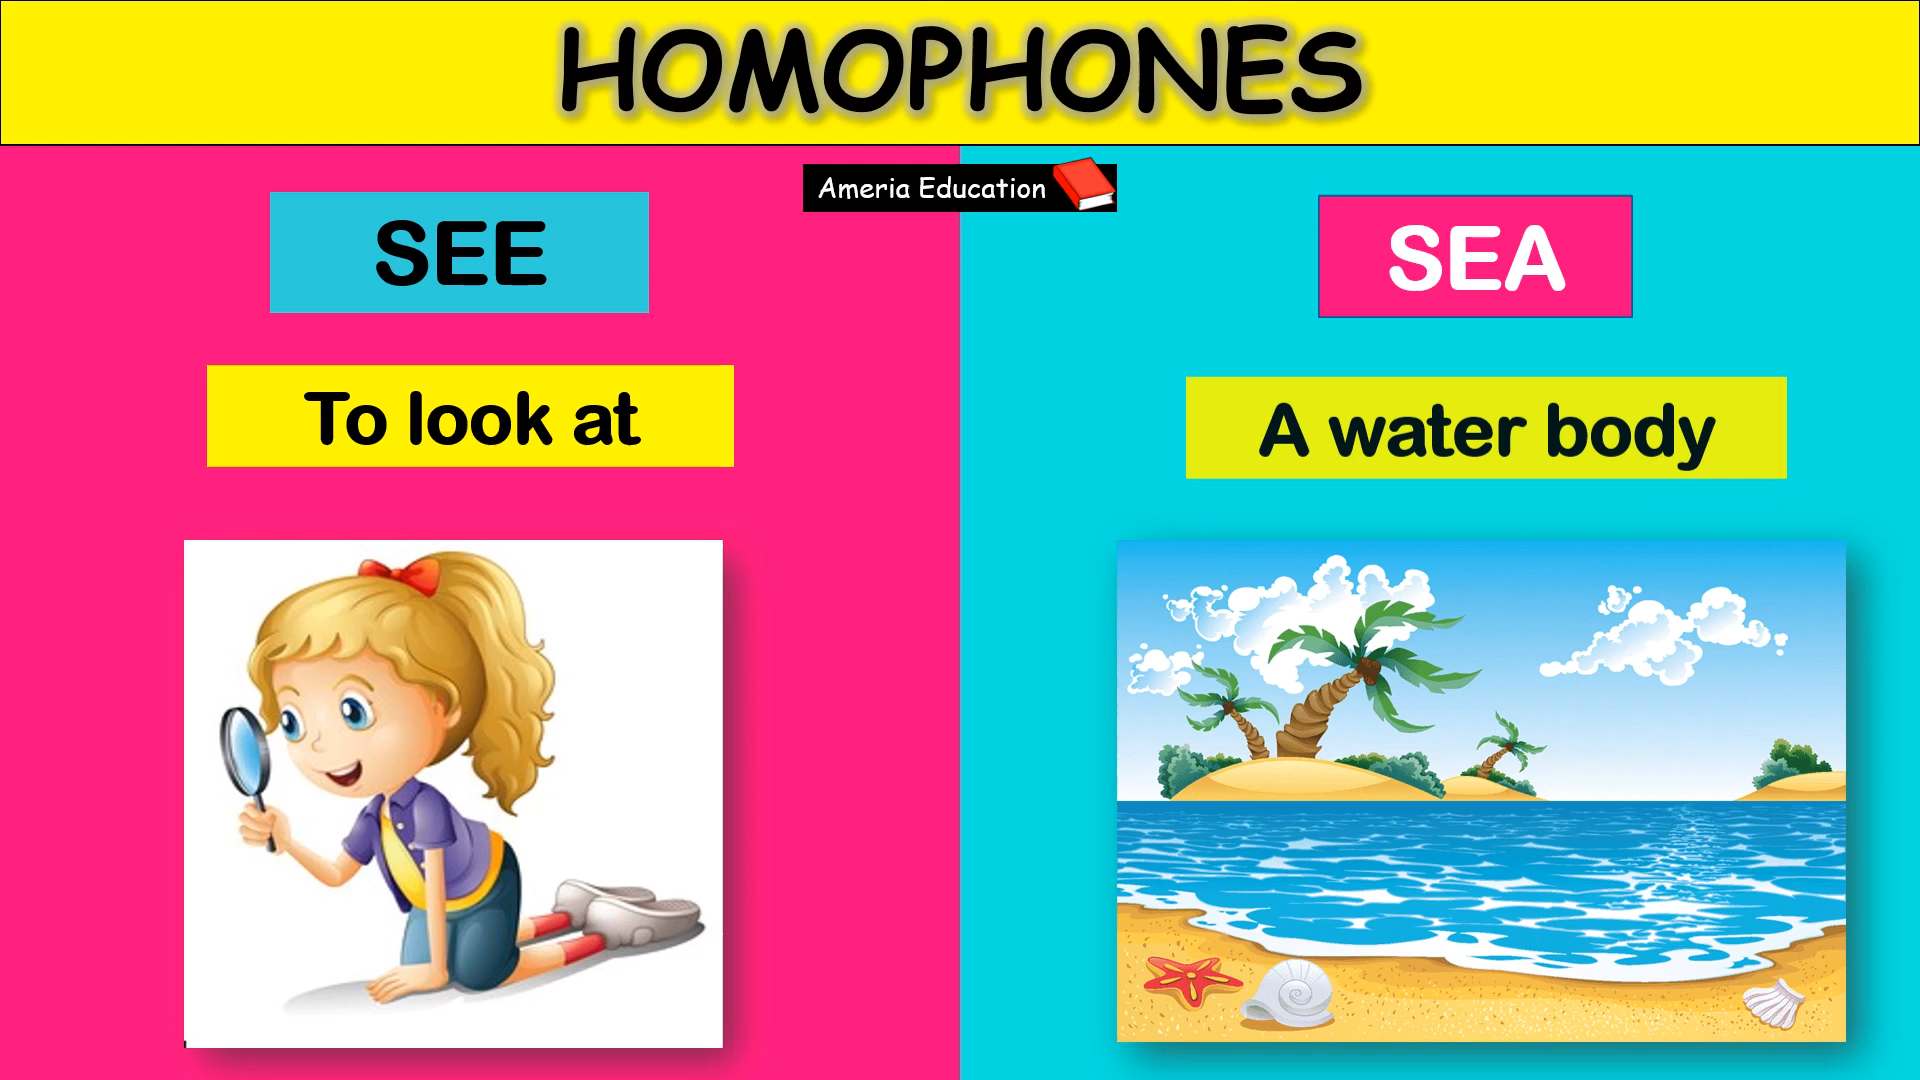 HOMOPHONES
Ameria Education
SEE
To look at
SEA
A water body